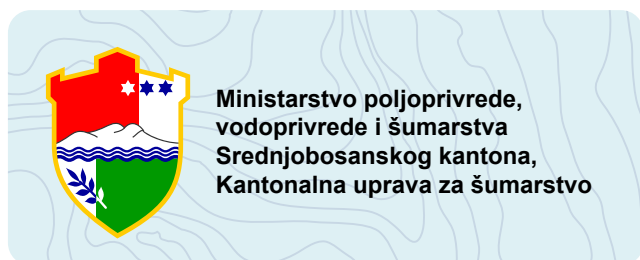 Ministarstvo poljoprivrede,
vodoprivrede i šumarstva
Srednjobosanskog kantona,
Kantonalna uprava za šumarstvo